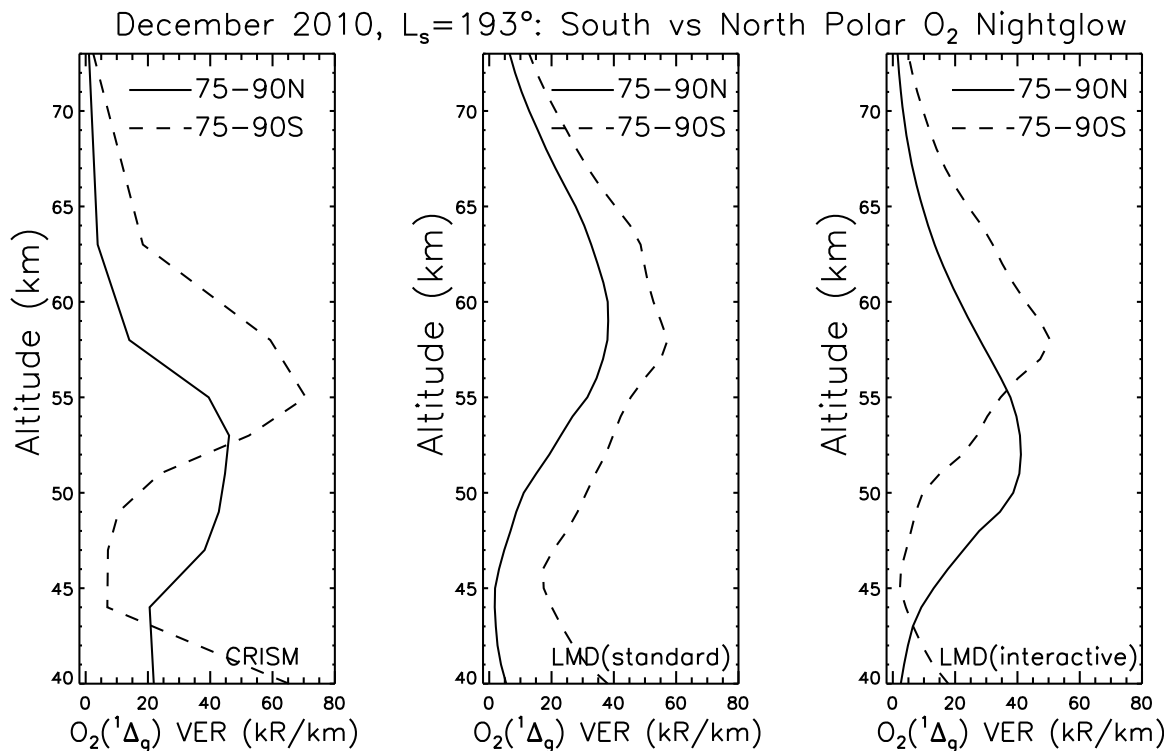 December 2010, Lₛ=193°: South vs North Polar O₂ Nightglow
75-90N
75-90S
70
65
60
55
50
45
40
Altitude (km)
CRISM
0 20 40 60 80
O₂(¹Δg) VER (kR/km)
75-90N
75-90S
70
65
60
55
50
45
40
Altitude (km)
LMD(standard)
0 20 40 60 80
O₂(¹Δg) VER (kR/km)
75-90N
75-90S
70
65
60
55
50
45
40
Altitude (km)
LMD(interactive)
0 20 40 60 80
O₂(¹Δg) VER (kR/km)